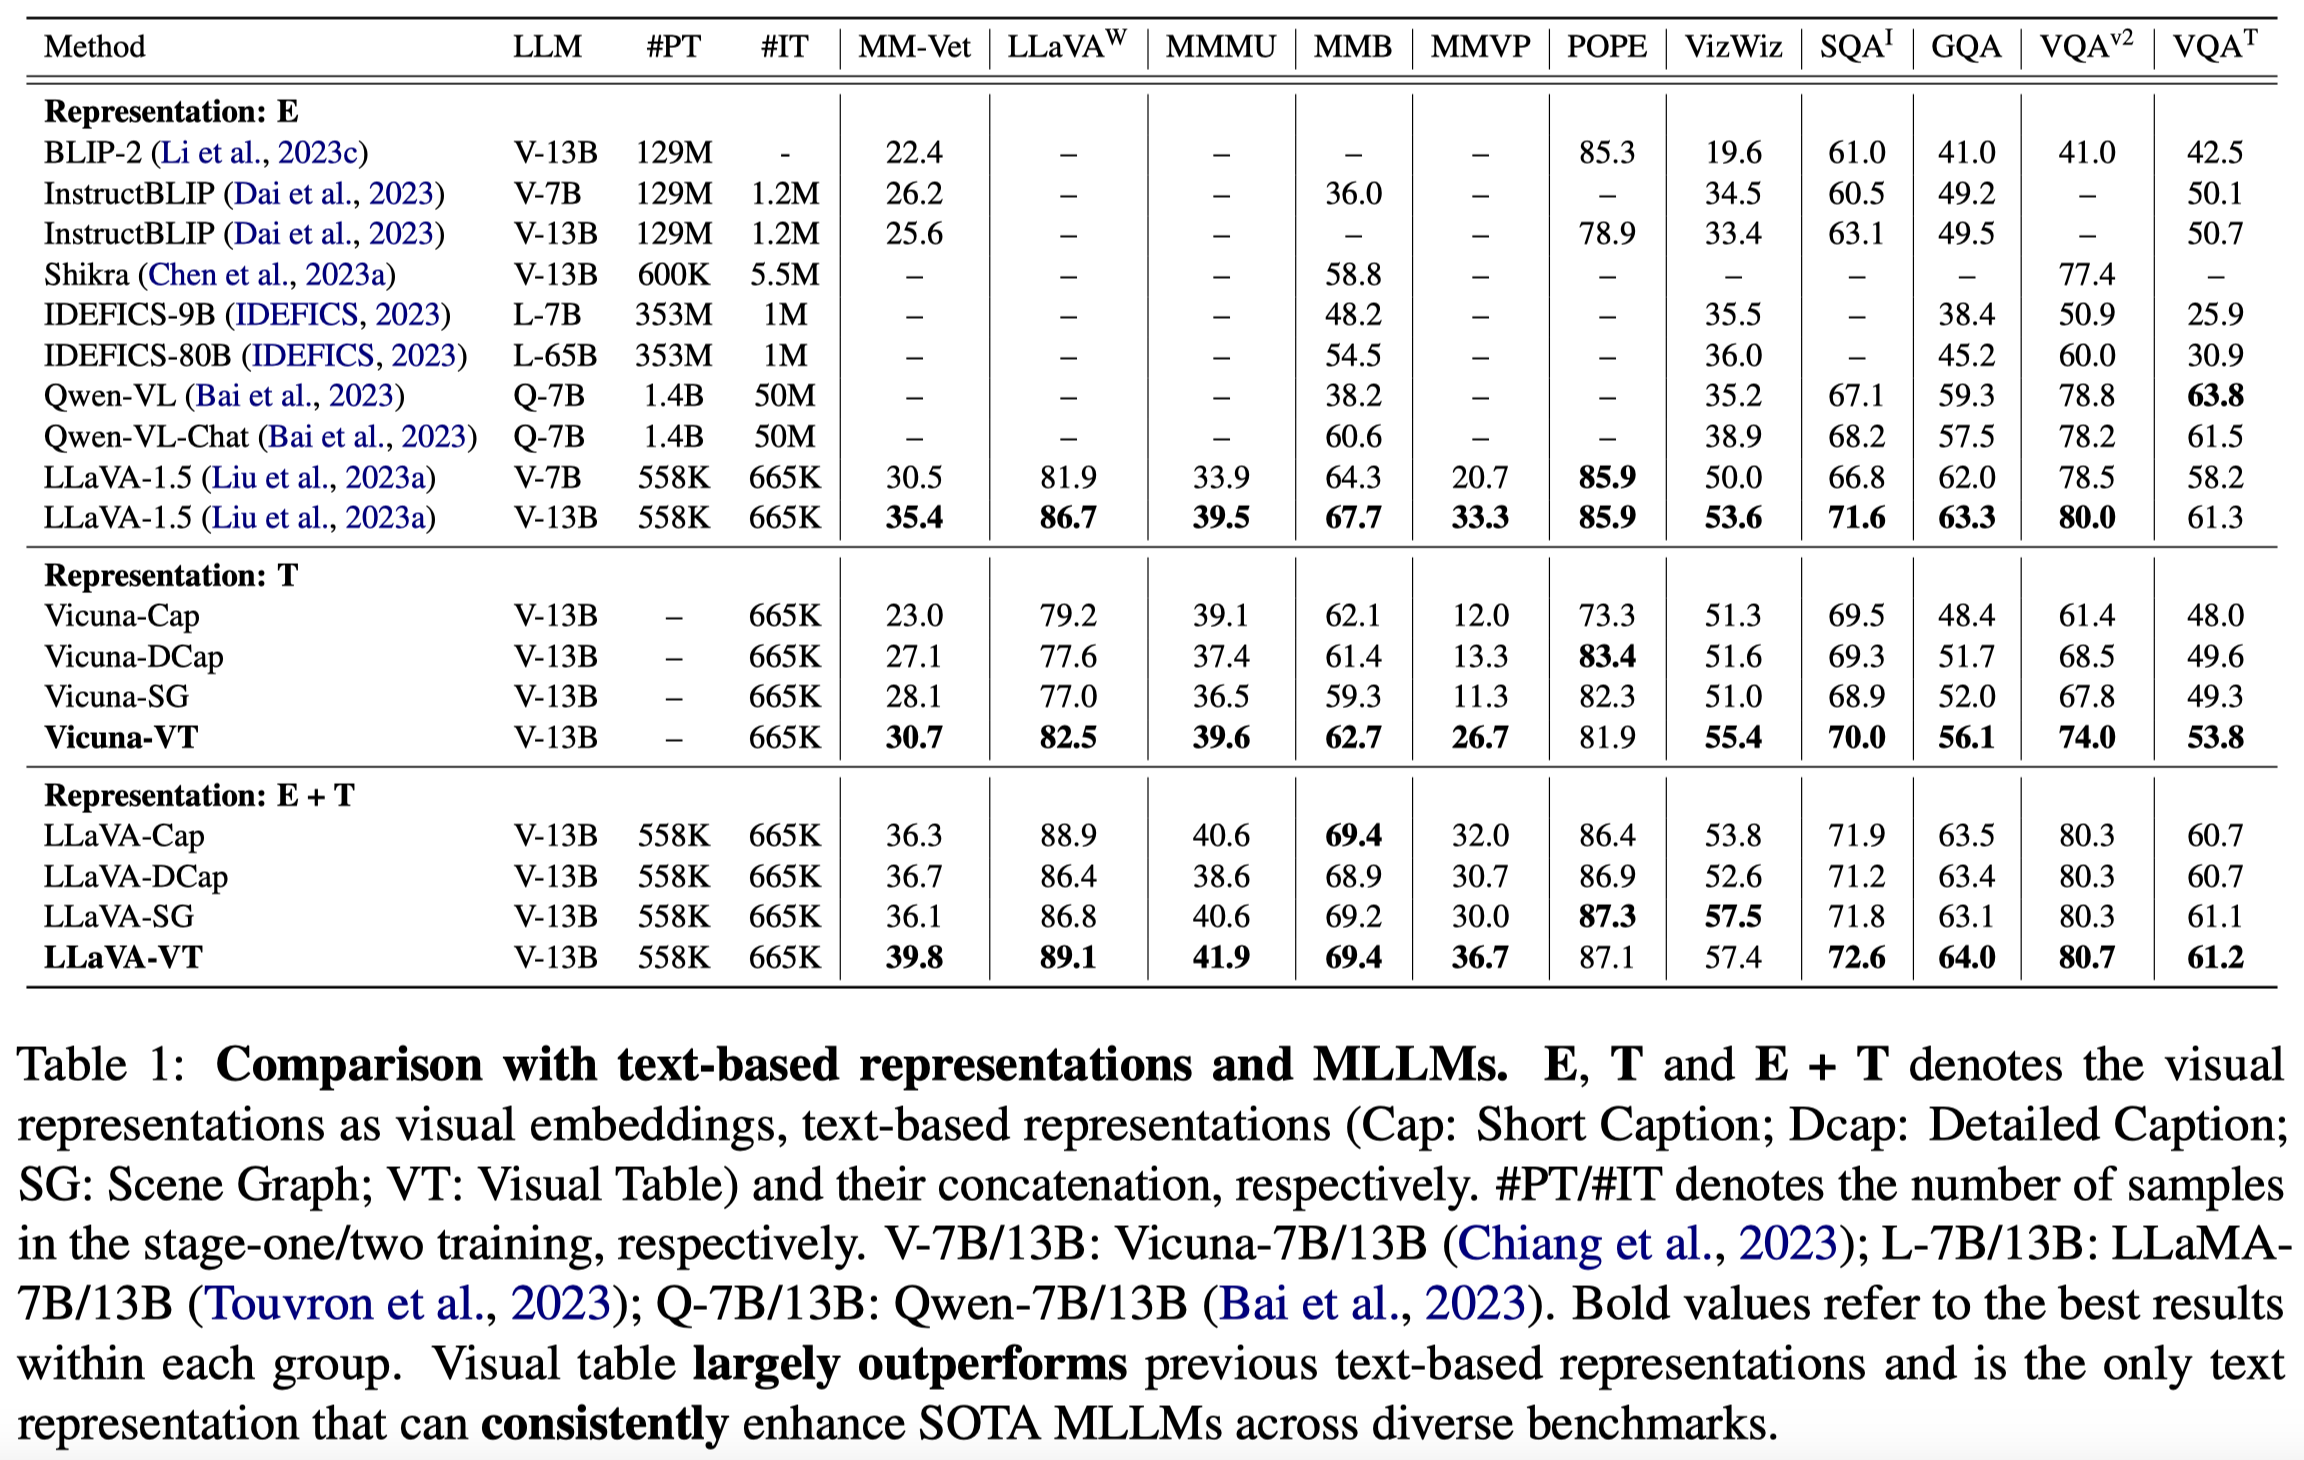 Method LLM #PT #IT MM-Vet LLaVA^W MMMU MMB MMVP POPE VizWiz SQA^I GQA VQA^v2 VQA^T
Representation: E
BLIP-2 (Li et al., 2023c) V-13B 129M - 22.4 – – – – 85.3 19.6 61.0 41.0 41.0 42.5
InstructBLIP (Dai et al., 2023) V-7B 129M 1.2M 26.2 – – 36.0 – – 34.5 60.5 49.2 – 50.1
InstructBLIP (Dai et al., 2023) V-13B 129M 1.2M 25.6 – – – – 78.9 33.4 63.1 49.5 – 50.7
Shikra (Chen et al., 2023a) V-13B 600K 5.5M – – – 58.8 – – – – – 77.4 –
IDEFICS-9B (IDEFICS, 2023) L-7B 353M 1M – – – 48.2 – – 35.5 – 38.4 50.9 25.9
IDEFICS-80B (IDEFICS, 2023) L-65B 353M 1M – – – 54.5 – – 36.0 – 45.2 60.0 30.9
Qwen-VL (Bai et al., 2023) Q-7B 1.4B 50M – – – 38.2 – – 35.2 67.1 59.3 78.8 63.8
Qwen-VL-Chat (Bai et al., 2023) Q-7B 1.4B 50M – – – 60.6 – – 38.9 68.2 57.5 78.2 61.5
LLaVA-1.5 (Liu et al., 2023a) V-7B 558K 665K 30.5 81.9 33.9 64.3 20.7 85.9 50.0 66.8 62.0 78.5 58.2
LLaVA-1.5 (Liu et al., 2023a) V-13B 558K 665K 35.4 86.7 39.5 67.7 33.3 85.9 53.6 71.6 63.3 80.0 61.3
Representation: T
Vicuna-Cap V-13B – 665K 23.0 79.2 39.1 62.1 12.0 73.3 51.3 69.5 48.4 61.4 48.0
Vicuna-DCap V-13B – 665K 27.1 77.6 37.4 61.4 13.3 83.4 51.6 69.3 51.7 68.5 49.6
Vicuna-SG V-13B – 665K 28.1 77.0 36.5 59.3 11.3 82.3 51.0 68.9 52.0 67.8 49.3
Vicuna-VT V-13B – 665K 30.7 82.5 39.6 62.7 26.7 81.9 55.4 70.0 56.1 74.0 53.8
Representation: E + T
LLaVA-Cap V-13B 558K 665K 36.3 88.9 40.6 69.4 32.0 86.4 53.8 71.9 63.5 80.3 60.7
LLaVA-DCap V-13B 558K 665K 36.7 86.4 38.6 68.9 30.7 86.9 52.6 71.2 63.4 80.3 60.7
LLaVA-SG V-13B 558K 665K 36.1 86.8 40.6 69.2 30.0 87.3 57.5 71.8 63.1 80.3 61.1
LLaVA-VT V-13B 558K 665K 39.8 89.1 41.9 69.4 36.7 87.1 57.4 72.6 64.0 80.7 61.2
Table 1: Comparison with text-based representations and MLLMs. E, T and E + T denotes the visual
representations as visual embeddings, text-based representations (Cap: Short Caption; Dcap: Detailed Caption;
SG: Scene Graph; VT: Visual Table) and their concatenation, respectively. #PT/#IT denotes the number of samples
in the stage-one/two training, respectively. V-7B/13B: Vicuna-7B/13B (Chiang et al., 2023); L-7B/13B: LLaMA-
7B/13B (Touvron et al., 2023); Q-7B/13B: Qwen-7B/13B (Bai et al., 2023). Bold values refer to the best results
within each group. Visual table largely outperforms previous text-based representations and is the only text
representation that can consistently enhance SOTA MLLMs across diverse benchmarks.